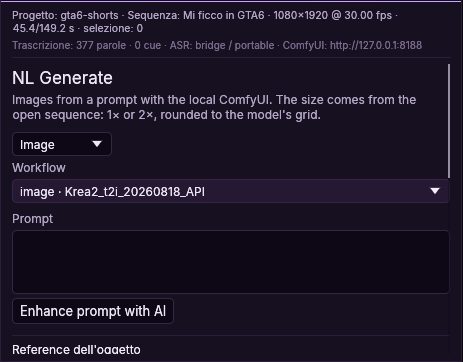 Progetto: gta6-shorts · Sequenza: Mi ficco in GTA6 · 1080×1920 @ 30.00 fps ·
45.4/149.2 s · selezione: 0
Trascrizione: 377 parole · 0 cue · ASR: bridge / portable · ComfyUI: http://127.0.0.1:8188
NL Generate
Images from a prompt with the local ComfyUI. The size comes from the
open sequence: 1× or 2×, rounded to the model's grid.
Image
Workflow
image · Krea2_t2i_20260818_API
Prompt
Enhance prompt with AI
Reference dell'oggetto